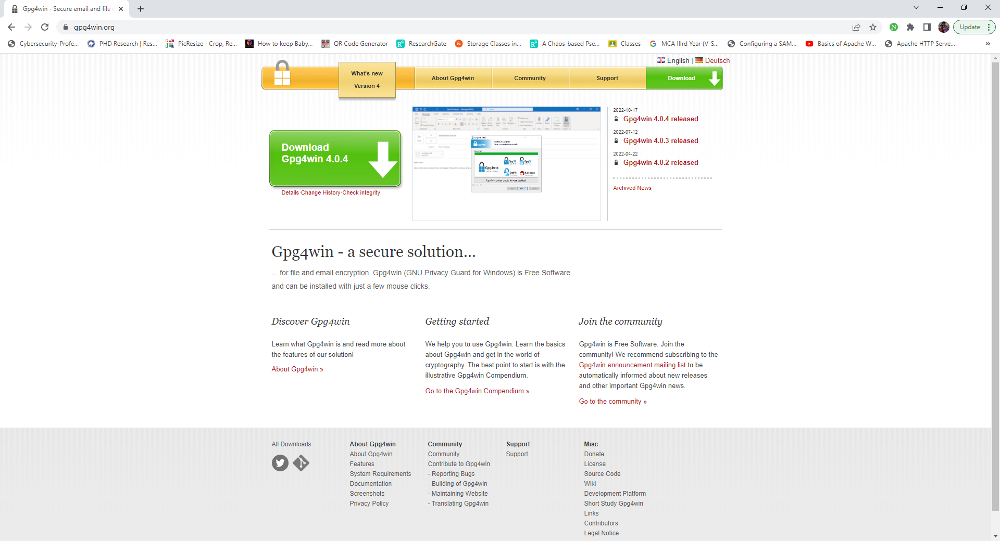 Gpg4win - Secure email and file
gpg4win.org
Update
Cybersecurity-Profe...
PHD Research | Res...
PicResize - Crop, Re...
How to keep Baby...
QR Code Generator
ResearchGate
Storage Classes in...
A Chaos-based Pse...
Classes
MCA IIIrd Year (V-S...
Configuring a SAM...
Basics of Apache W...
Apache HTTP Serve...
»
English | Deutsch
What's new
Version 4
About Gpg4win
Community
Support
Download
Download
Gpg4win 4.0.4
Details·Change History·Check integrity
Gpg4win
2022-10-17
Gpg4win 4.0.4 released
2022-07-12
Gpg4win 4.0.3 released
2022-04-22
Gpg4win 4.0.2 released
Archived News
Gpg4win - a secure solution...
... for file and email encryption. Gpg4win (GNU Privacy Guard for Windows) is Free Software
and can be installed with just a few mouse clicks.
Discover Gpg4win
Learn what Gpg4win is and read more about
the features of our solution!
About Gpg4win »
Getting started
We help you to use Gpg4win. Learn the basics
about Gpg4win and get in the world of
cryptography. The best point to start is with the
illustrative Gpg4win Compendium.
Go to the Gpg4win Compendium »
Join the community
Gpg4win is Free Software. Join the
community! We recommend subscribing to the
Gpg4win announcement mailing list to be
automatically informed about new releases
and other important Gpg4win news.
Go to the community »
All Downloads
About Gpg4win
About Gpg4win
Features
System Requirements
Documentation
Screenshots
Privacy Policy
Community
Community
Contribute to Gpg4win
- Reporting Bugs
- Building of Gpg4win
- Maintaining Website
- Translating Gpg4win
Support
Support
Misc
Donate
License
Source Code
Wiki
Development Platform
Short Study Gpg4win
Links
Contributors
Legal Notice